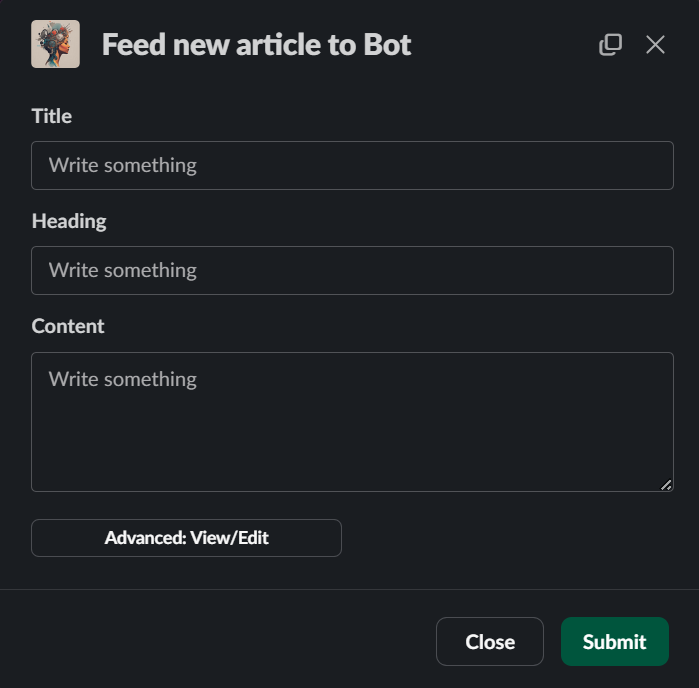 Feed new article to Bot
Title
Write something
Heading
Write something
Content
Write something
Advanced: View/Edit
Close
Submit